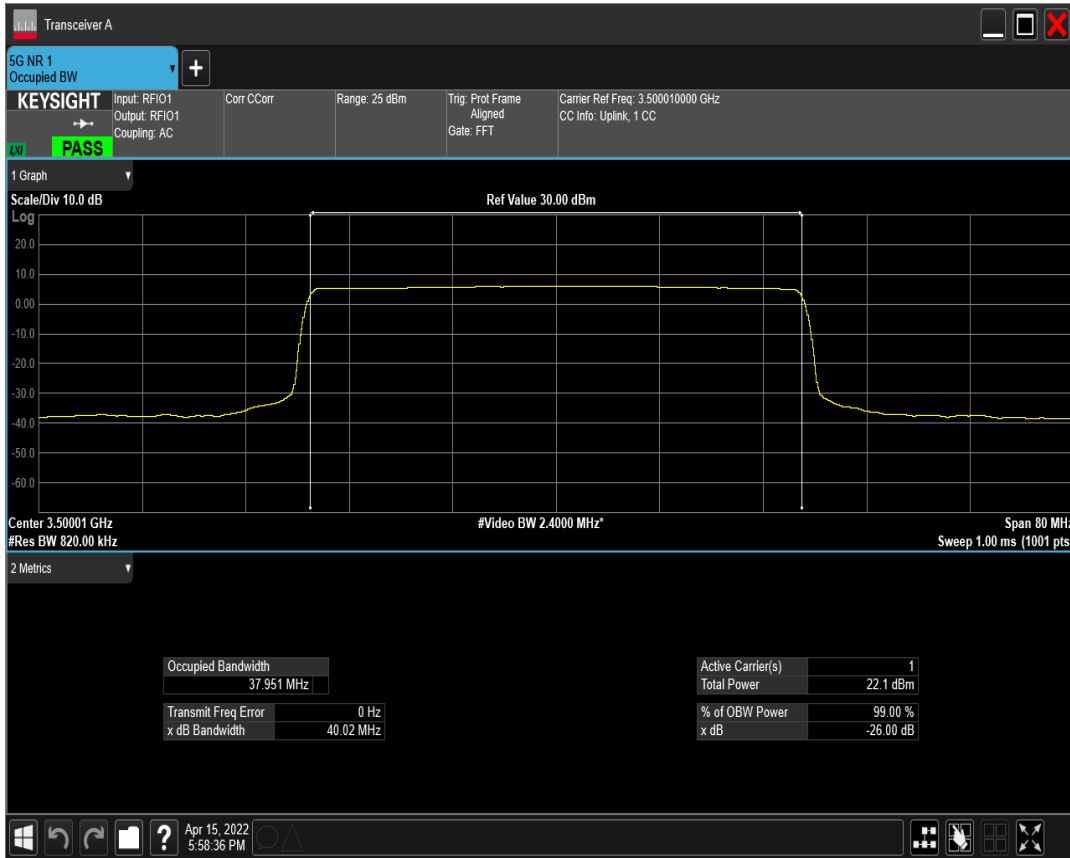 Transceiver A
5G NR 1
Occupied BW
+
KEYSIGHT
Input: RFIO1
Output: RFIO1
Coupling: AC
Corr CCorr
Range: 25 dBm
Trig: Prot Frame
Aligned
Gate: FFT
Carrier Ref Freq: 3.500010000 GHz
CC Info: Uplink, 1 CC
LXI
PASS
1 Graph
Scale/Div 10.0 dB
Ref Value 30.00 dBm
Log
20.0
10.0
0.00
-10.0
-20.0
-30.0
-40.0
-50.0
-60.0
Center 3.50001 GHz
#Video BW 2.4000 MHz*
Span 80 MHz
#Res BW 820.00 kHz
Sweep 1.00 ms (1001 pts
2 Metrics
Occupied Bandwidth
37.951 MHz
Transmit Freq Error 0 Hz
x dB Bandwidth 40.02 MHz
Active Carrier(s) 1
Total Power 22.1 dBm
% of OBW Power 99.00 %
x dB -26.00 dB
?
Apr 15, 2022
5:58:36 PM